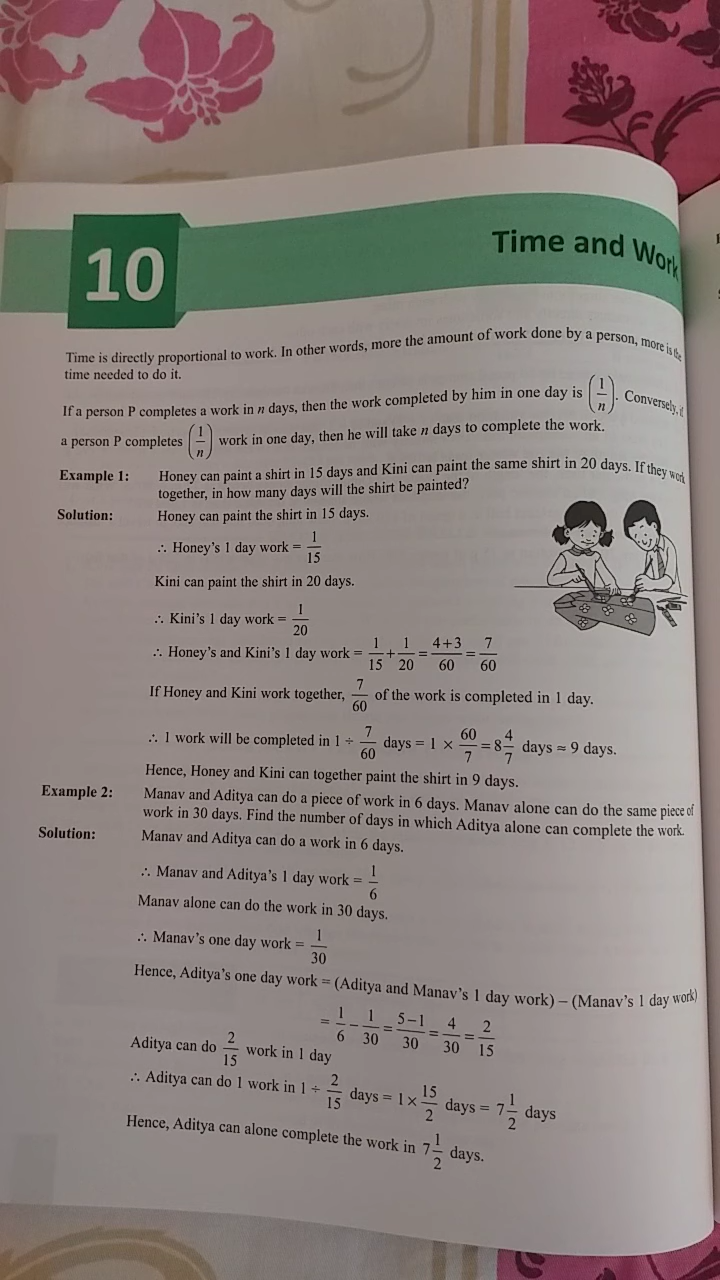 10
Time and Work
Time is directly proportional to work. In other words, more the amount of work done by a person, more is the
time needed to do it.
If a person P completes a work in n days, then the work completed by him in one day is (1/n). Conversely, if
a person P completes (1/n) work in one day, then he will take n days to complete the work.
Example 1: Honey can paint a shirt in 15 days and Kini can paint the same shirt in 20 days. If they work
together, in how many days will the shirt be painted?
Solution: Honey can paint the shirt in 15 days.
∴ Honey's 1 day work = 1/15
Kini can paint the shirt in 20 days.
∴ Kini's 1 day work = 1/20
∴ Honey's and Kini's 1 day work = 1/15 + 1/20 = 4+3/60 = 7/60
If Honey and Kini work together, 7/60 of the work is completed in 1 day.
∴ 1 work will be completed in 1 ÷ 7/60 days = 1 × 60/7 = 8 4/7 days ≈ 9 days.
Hence, Honey and Kini can together paint the shirt in 9 days.
Example 2: Manav and Aditya can do a piece of work in 6 days. Manav alone can do the same piece of
work in 30 days. Find the number of days in which Aditya alone can complete the work.
Solution: Manav and Aditya can do a work in 6 days.
∴ Manav and Aditya's 1 day work = 1/6
Manav alone can do the work in 30 days.
∴ Manav's one day work = 1/30
Hence, Aditya's one day work = (Aditya and Manav's 1 day work) – (Manav's 1 day work)
= 1/6 – 1/30 = 5–1/30 = 4/30 = 2/15
Aditya can do 2/15 work in 1 day
∴ Aditya can do 1 work in 1 ÷ 2/15 days = 1 × 15/2 days = 7 1/2 days
Hence, Aditya can alone complete the work in 7 1/2 days.